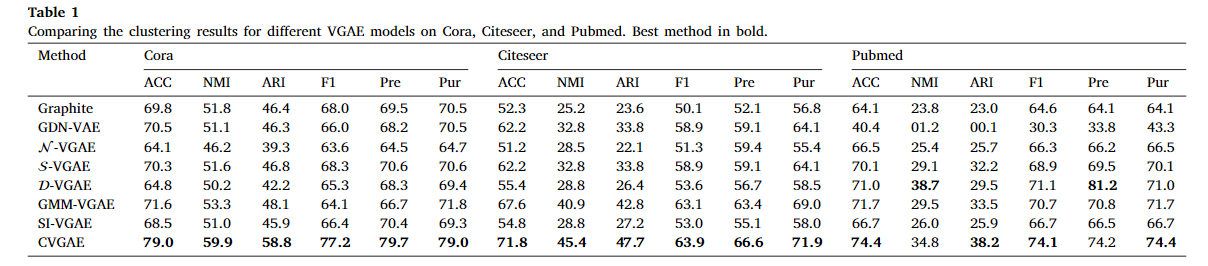 Table 1
Comparing the clustering results for different VGAE models on Cora, Citeseer, and Pubmed. Best method in bold.
Method Cora Citeseer Pubmed
ACC NMI ARI F1 Pre Pur ACC NMI ARI F1 Pre Pur ACC NMI ARI F1 Pre Pur
Graphite 69.8 51.8 46.4 68.0 69.5 70.5 52.3 25.2 23.6 50.1 52.1 56.8 64.1 23.8 23.0 64.6 64.1 64.1
GDN-VAE 70.5 51.1 46.3 66.0 68.2 70.5 62.2 32.8 33.8 58.9 59.1 64.1 40.4 01.2 00.1 30.3 33.8 43.3
𝒩-VGAE 64.1 46.2 39.3 63.6 64.5 64.7 51.2 28.5 22.1 51.3 59.4 55.4 66.5 25.4 25.7 66.3 66.2 66.5
𝒮-VGAE 70.3 51.6 46.8 68.3 70.6 70.6 62.2 32.8 33.8 58.9 59.1 64.1 70.1 29.1 32.2 68.9 69.5 70.1
𝒟-VGAE 64.8 50.2 42.2 65.3 68.3 69.4 55.4 28.8 26.4 53.6 56.7 58.5 71.0 38.7 29.5 71.1 81.2 71.0
GMM-VGAE 71.6 53.3 48.1 64.1 66.7 71.8 67.6 40.9 42.8 63.1 63.4 69.0 71.7 29.5 33.5 70.7 70.8 71.7
SI-VGAE 68.5 51.0 45.9 66.4 70.4 69.3 54.8 28.8 27.2 53.0 55.1 58.0 66.7 26.0 25.9 66.7 66.5 66.7
CVGAE 79.0 59.9 58.8 77.2 79.7 79.0 71.8 45.4 47.7 63.9 66.6 71.9 74.4 34.8 38.2 74.1 74.2 74.4